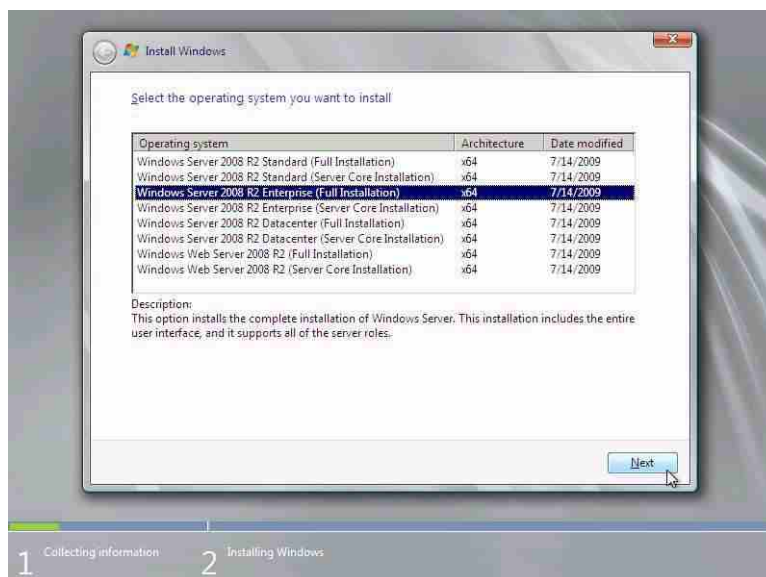 Install Windows
Select the operating system you want to install
Operating system Architecture Date modified
Windows Server 2008 R2 Standard (Full Installation) x64 7/14/2009
Windows Server 2008 R2 Standard (Server Core Installation) x64 7/14/2009
Windows Server 2008 R2 Enterprise (Full Installation) x64 7/14/2009
Windows Server 2008 R2 Enterprise (Server Core Installation) x64 7/14/2009
Windows Server 2008 R2 Datacenter (Full Installation) x64 7/14/2009
Windows Server 2008 R2 Datacenter (Server Core Installation) x64 7/14/2009
Windows Web Server 2008 R2 (Full Installation) x64 7/14/2009
Windows Web Server 2008 R2 (Server Core Installation) x64 7/14/2009
Description:
This option installs the complete installation of Windows Server. This installation includes the entire
user interface, and it supports all of the server roles.
Next
1 Collecting information 2 Installing Windows